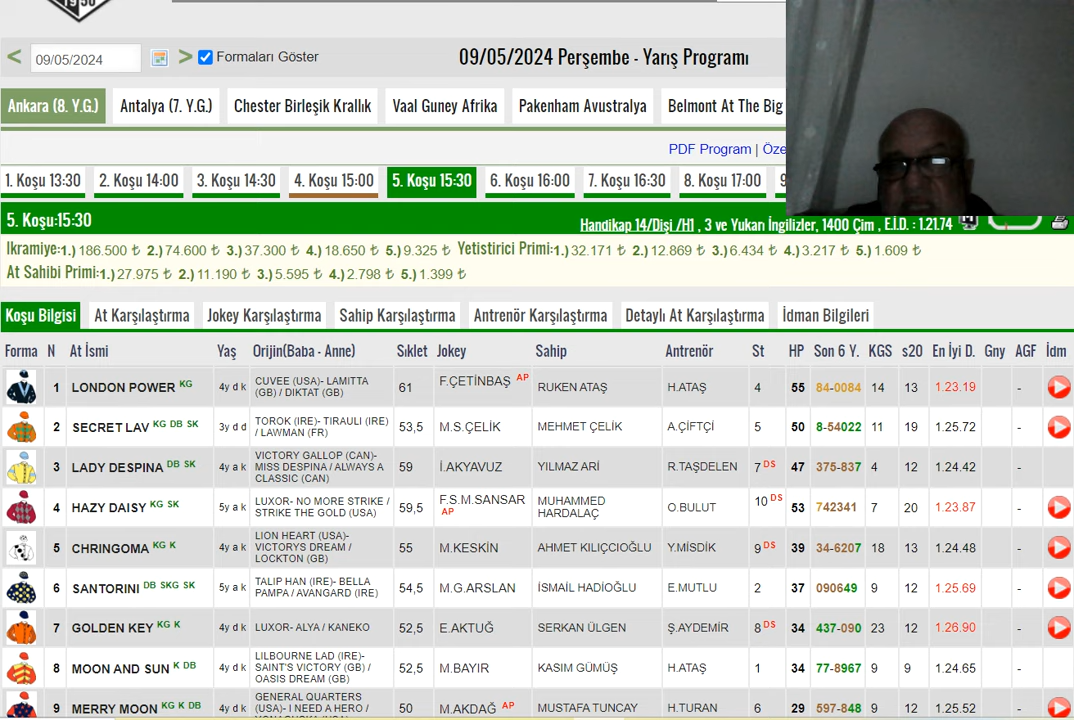 1950
< 09/05/2024 > Formaları Göster 09/05/2024 Perşembe - Yarış Programı
Ankara (8. Y.G.) Antalya (7. Y.G.) Chester Birleşik Krallık Vaal Guney Afrika Pakenham Avustralya Belmont At The Big
PDF Program | Öze
1. Koşu 13:30 2. Koşu 14:00 3. Koşu 14:30 4. Koşu 15:00 5. Koşu 15:30 6. Koşu 16:00 7. Koşu 16:30 8. Koşu 17:00 9
5. Koşu:15:30 Handikap 14/Dişi /H1 , 3 ve Yukarı İngilizler, 1400 Çim , E.İ.D. : 1.21.74
Ikramiye:1.) 186.500 ₺ 2.) 74.600 ₺ 3.) 37.300 ₺ 4.) 18.650 ₺ 5.) 9.325 ₺ Yetistirici Primi:1.) 32.171 ₺ 2.) 12.869 ₺ 3.) 6.434 ₺ 4.) 3.217 ₺ 5.) 1.609 ₺
At Sahibi Primi:1.) 27.975 ₺ 2.) 11.190 ₺ 3.) 5.595 ₺ 4.) 2.798 ₺ 5.) 1.399 ₺
Koşu Bilgisi At Karşılaştırma Jokey Karşılaştırma Sahip Karşılaştırma Antrenör Karşılaştırma Detaylı At Karşılaştırma İdman Bilgileri
Forma N At İsmi Yaş Orijin(Baba - Anne) Sıklet Jokey Sahip Antrenör St HP Son 6 Y. KGS s20 En İyi D. Gny AGF İdm
1 LONDON POWER KG 4y d k CUVEE (USA)- LAMITTA (GB) / DIKTAT (GB) 61 F.ÇETİNBAŞ AP RUKEN ATAŞ H.ATAŞ 4 55 84-0084 14 13 1.23.19 -
2 SECRET LAV KG DB SK 3y d d TOROK (IRE)- TIRAULI (IRE) / LAWMAN (FR) 53,5 M.S.ÇELİK MEHMET ÇELİK A.ÇİFTÇİ 5 50 8-54022 11 19 1.25.72 -
3 LADY DESPINA DB SK 4y a k VICTORY GALLOP (CAN)- MISS DESPINA / ALWAYS A CLASSIC (CAN) 59 İ.AKYAVUZ YILMAZ ARİ R.TAŞDELEN 7 DS 47 375-837 4 12 1.24.42 -
4 HAZY DAISY KG SK 5y a k LUXOR- NO MORE STRIKE / STRIKE THE GOLD (USA) 59,5 F.S.M.SANSAR AP MUHAMMED HARDALAÇ O.BULUT 10 DS 53 742341 7 20 1.23.87 -
5 CHRINGOMA KG K 4y a k LION HEART (USA)- VICTORYS DREAM / LOCKTON (GB) 55 M.KESKİN AHMET KILIÇCIOĞLU Y.MİSDİK 9 DS 39 34-6207 18 13 1.24.48 -
6 SANTORINI DB SKG SK 5y a k TALIP HAN (IRE)- BELLA PAMPA / AVANGARD (IRE) 54,5 M.G.ARSLAN İSMAİL HADİOĞLU E.MUTLU 2 37 090649 9 12 1.25.69 -
7 GOLDEN KEY KG K 4y d k LUXOR- ALYA / KANEKO 52,5 E.AKTUĞ SERKAN ÜLGEN Ş.AYDEMİR 8 DS 34 437-090 23 12 1.26.90 -
8 MOON AND SUN K DB 4y d k LILBOURNE LAD (IRE)- SAINT'S VICTORY (GB) / OASIS DREAM (GB) 52,5 M.BAYIR KASIM GÜMÜŞ H.ATAŞ 1 34 77-8967 9 9 1.24.65 -
9 MERRY MOON KG K DB 4y d k GENERAL QUARTERS (USA)- I NEED A HERO / 50 M.AKDAĞ AP MUSTAFA TUNCAY H.TURAN 6 29 597-848 9 12 1.25.52 -